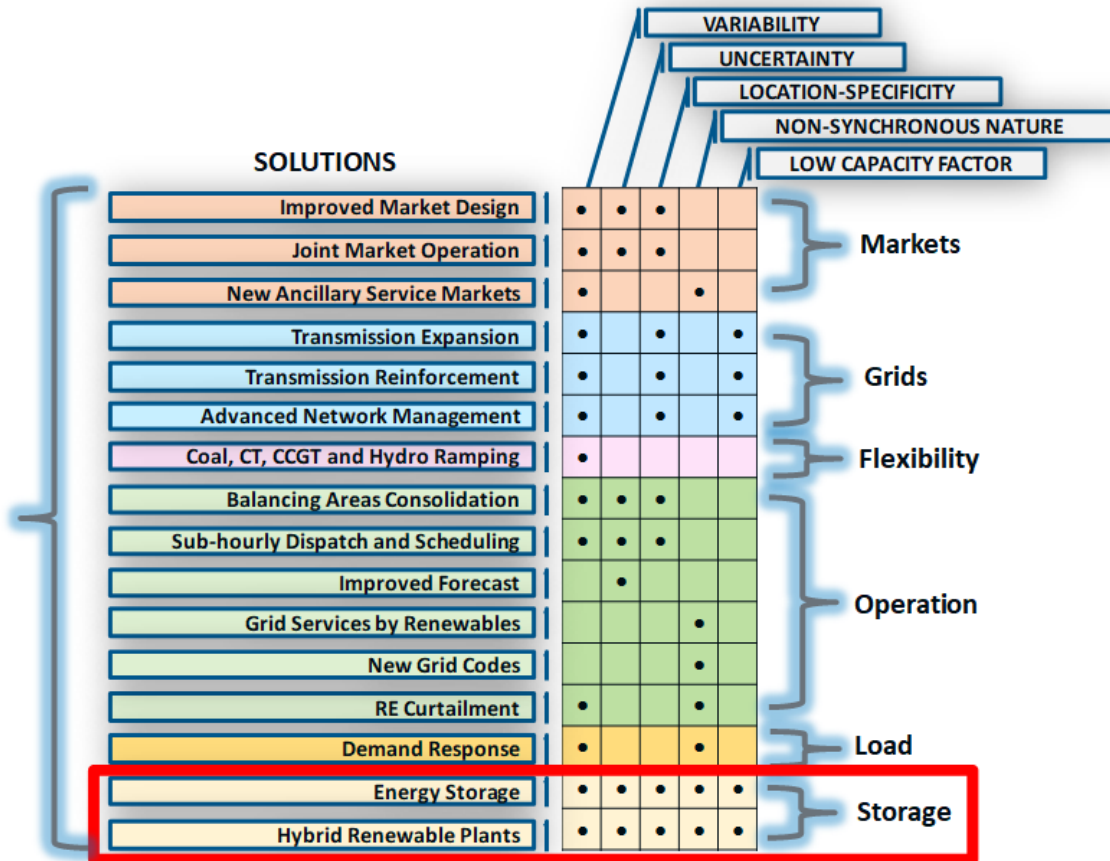 VARIABILITY
UNCERTAINTY
LOCATION-SPECIFICITY
NON-SYNCHRONOUS NATURE
LOW CAPACITY FACTOR
SOLUTIONS
Improved Market Design
Joint Market Operation
New Ancillary Service Markets
Markets
Transmission Expansion
Transmission Reinforcement
Advanced Network Management
Grids
Coal, CT, CCGT and Hydro Ramping
Flexibility
Balancing Areas Consolidation
Sub-hourly Dispatch and Scheduling
Improved Forecast
Grid Services by Renewables
New Grid Codes
RE Curtailment
Operation
Demand Response
Load
Energy Storage
Hybrid Renewable Plants
Storage